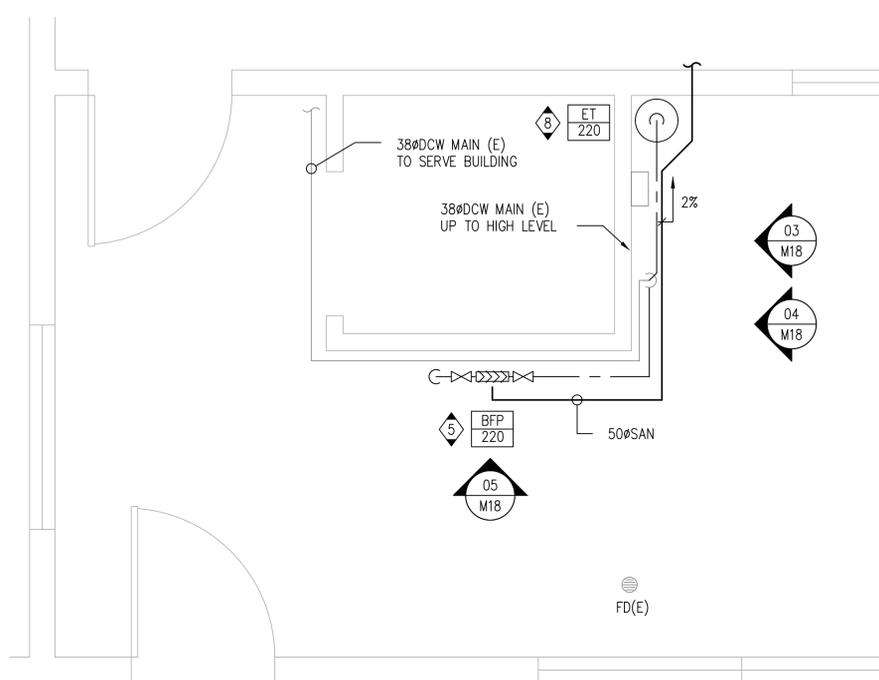 8
ET
220
38øDCW MAIN (E)
TO SERVE BUILDING
38øDCW MAIN (E)
UP TO HIGH LEVEL
2%
03
M18
04
M18
5
BFP
220
50øSAN
05
M18
FD(E)